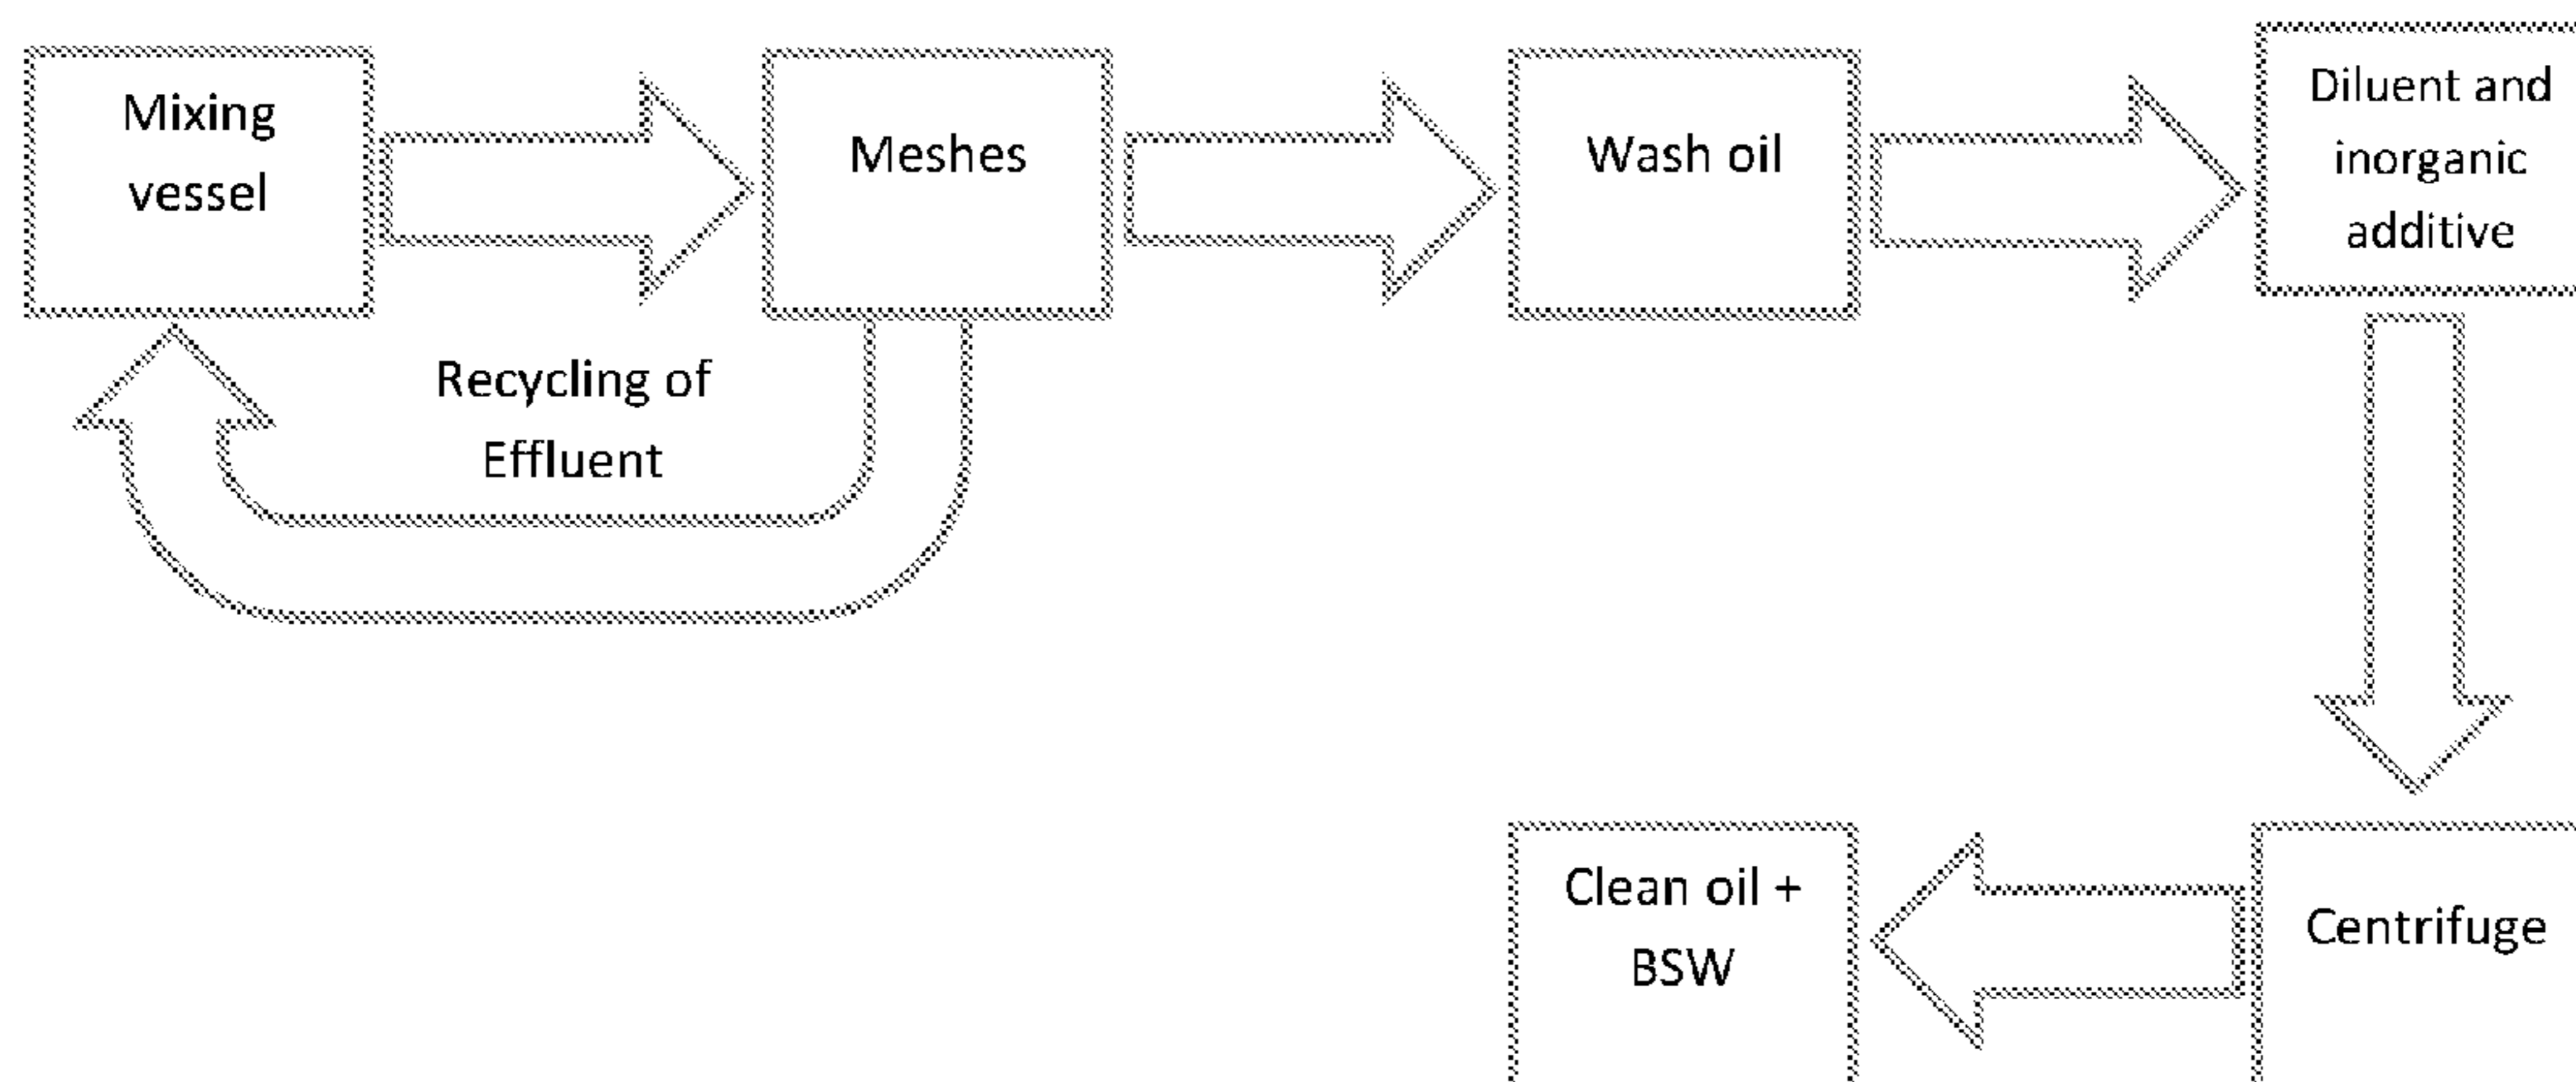 Mixing
vessel
Meshes
Wash oil
Diluent and
inorganic
additive
Recycling of
Effluent
Clean oil +
BSW
Centrifuge